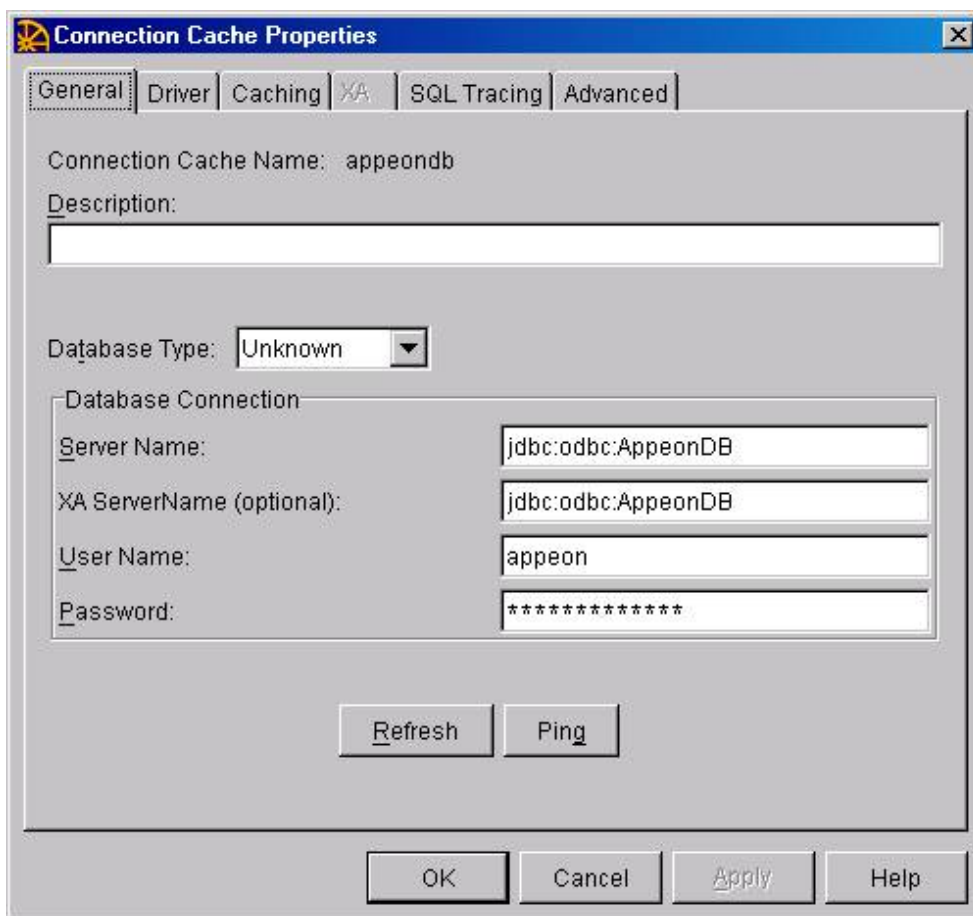 Connection Cache Properties
General Driver Caching XA SQL Tracing Advanced
Connection Cache Name: appeondb
Description:
Database Type: Unknown
Database Connection
Server Name: jdbc:odbc:AppeonDB
XA ServerName (optional): jdbc:odbc:AppeonDB
User Name: appeon
Password: *************
Refresh Ping
OK Cancel Apply Help